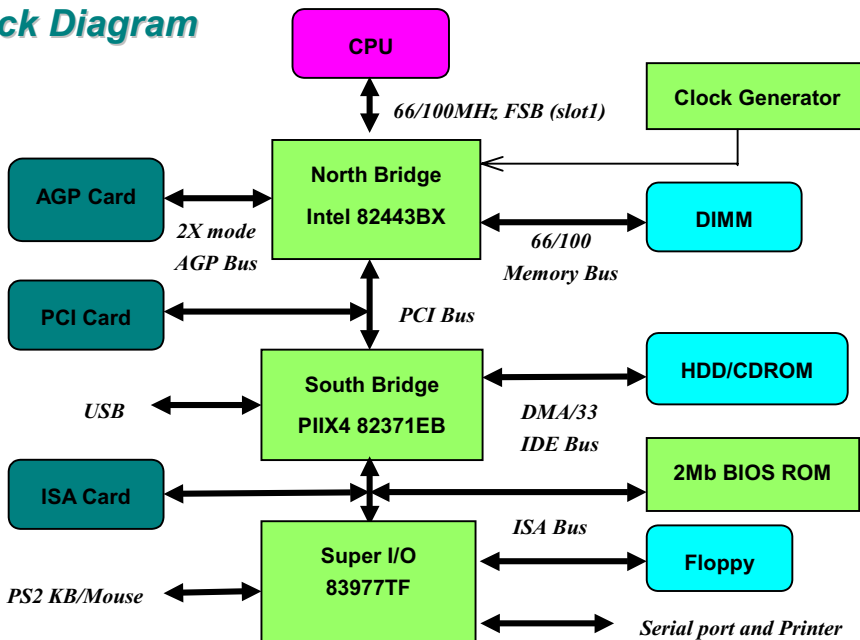 ck Diagram
CPU
66/100MHz FSB (slot1)
Clock Generator
North Bridge
Intel 82443BX
AGP Card
2X mode
AGP Bus
66/100
Memory Bus
DIMM
PCI Card
PCI Bus
South Bridge
PIIX4 82371EB
HDD/CDROM
USB
DMA/33
IDE Bus
2Mb BIOS ROM
ISA Card
ISA Bus
Super I/O
83977TF
Floppy
PS2 KB/Mouse
Serial port and Printer